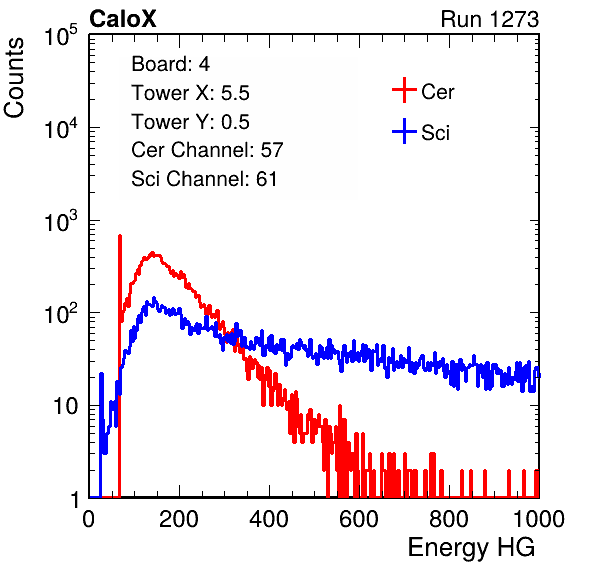 CaloX Run 1273
Counts
Board: 4
Tower X: 5.5
Tower Y: 0.5
Cer Channel: 57
Sci Channel: 61
Cer
Sci
10^5
10^4
10^3
10^2
10
1
0 200 400 600 800 1000
Energy HG